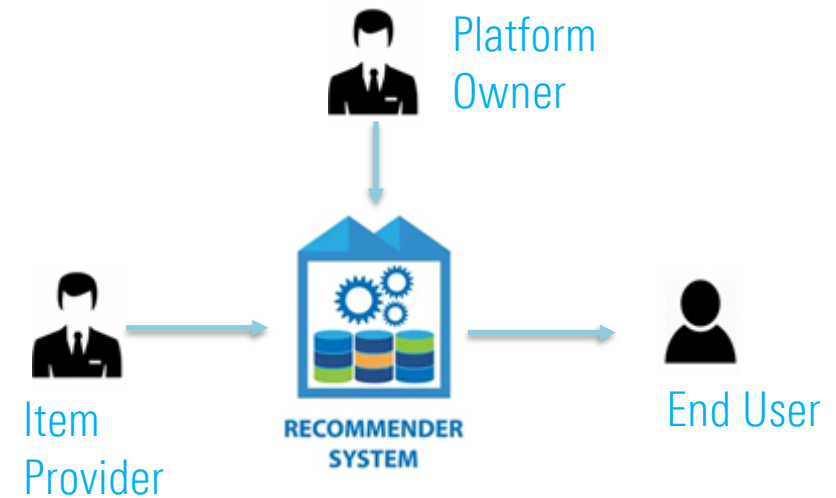 Platform
Owner
Item
Provider
RECOMMENDER
SYSTEM
End User